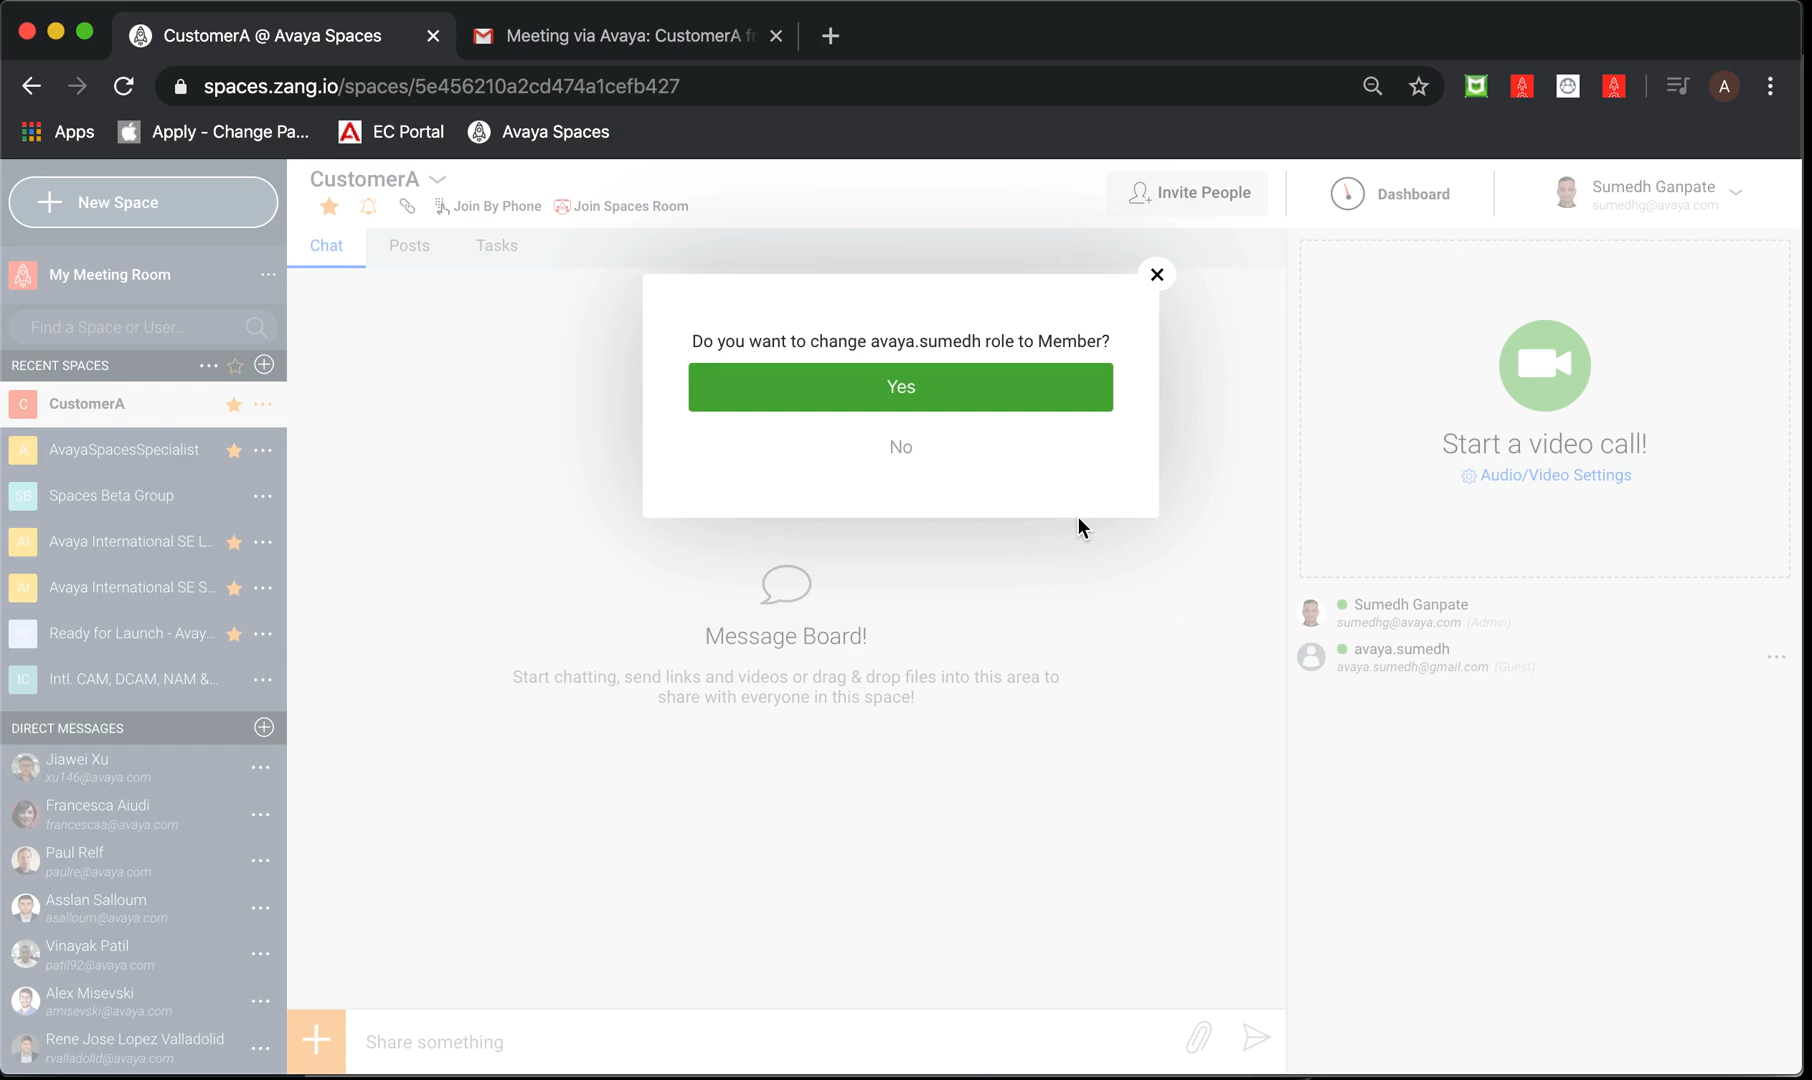 CustomerA @ Avaya Spaces
Meeting via Avaya: CustomerA fr
spaces.zang.io/spaces/5e456210a2cd474a1cefb427
A
Apps
Apply - Change Pa...
EC Portal
Avaya Spaces
New Space
My Meeting Room
Find a Space or User...
RECENT SPACES
C CustomerA
A AvayaSpacesSpecialist
SB Spaces Beta Group
AI Avaya International SE L..
AI Avaya International SE S...
Ready for Launch - Avay...
IC Intl. CAM, DCAM, NAM &...
DIRECT MESSAGES
Jiawei Xu
xu146@avaya.com
Francesca Aiudi
francescaa@avaya.com
Paul Relf
paulre@avaya.com
Asslan Salloum
asalloum@avaya.com
Vinayak Patil
patil92@avaya.com
Alex Misevski
amisevski@avaya.com
Rene Jose Lopez Valladolid
rvalladolid@avaya.com
CustomerA
Join By Phone
Join Spaces Room
Invite People
Dashboard
Sumedh Ganpate
sumedhg@avaya.com
Chat
Posts
Tasks
Do you want to change avaya.sumedh role to Member?
Yes
No
Message Board!
Start chatting, send links and videos or drag & drop files into this area to
share with everyone in this space!
Share something
Start a video call!
Audio/Video Settings
Sumedh Ganpate
sumedhg@avaya.com (Admin)
avaya.sumedh
avaya.sumedh@gmail.com (Guest)